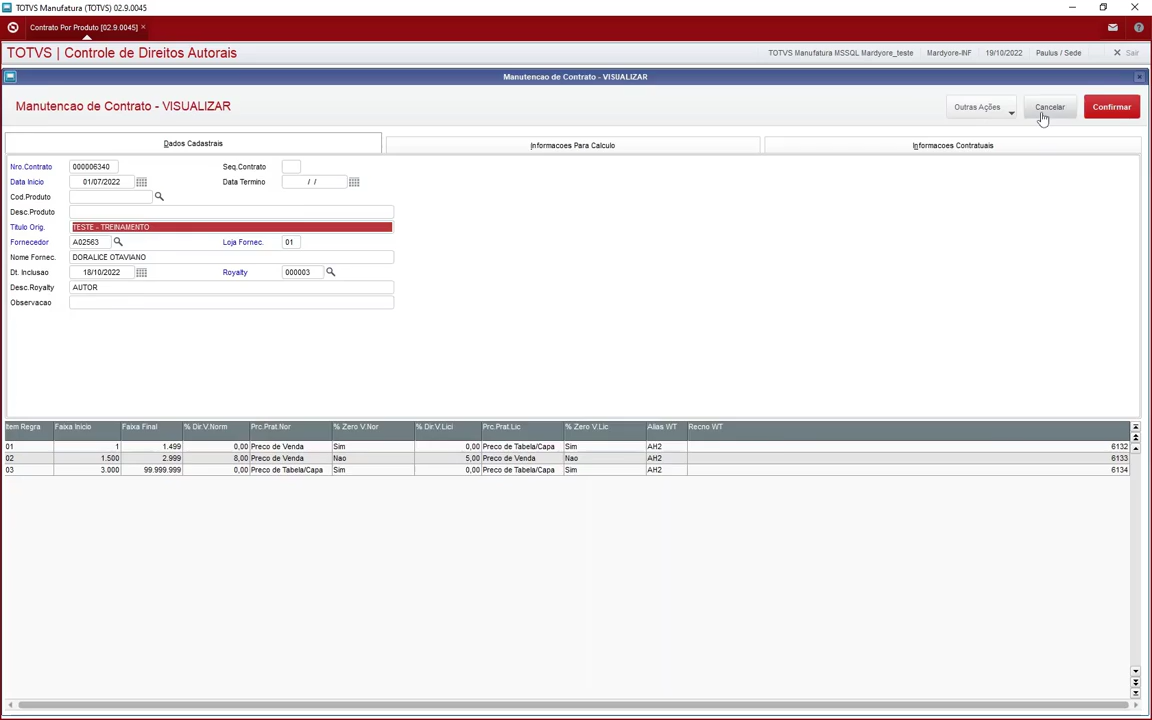 TOTVS Manufatura (TOTVS) 02.9.0045
Contrato Por Produto [02.9.0045] ×
TOTVS | Controle de Direitos Autorais
TOTVS Manufatura MSSQL Mardyore_teste Mardyore-INF 19/10/2022 Paulus / Sede Sair
Manutencao de Contrato - VISUALIZAR
Manutencao de Contrato - VISUALIZAR
Outras Ações Cancelar Confirmar
Dados Cadastrais Informacoes Para Calculo Informacoes Contratuais
Nro.Contrato 000006340 Seq.Contrato
Data Inicio 01/07/2022 Data Termino / /
Cod.Produto
Desc.Produto
Titulo Orig. TESTE - TREINAMENTO
Fornecedor A02563 Loja Fornec. 01
Nome Fornec. DORALICE OTAVIANO
Dt. Inclusao 18/10/2022 Royalty 000003
Desc.Royalty AUTOR
Observacao
Item Regra Faixa Inicio Faixa Final % Dir.V.Norm Prc.Prat.Nor % Zero V.Nor % Dir.V.Lici Prc.Prat.Lic % Zero V.Lic Alias WT Recno WT
01 1 1.499 0,00 Preco de Venda Sim 0,00 Preco de Tabela/Capa Sim AH2 6132
02 1.500 2.999 8,00 Preco de Venda Nao 5,00 Preco de Venda Nao AH2 6133
03 3.000 99.999.999 0,00 Preco de Tabela/Capa Sim 0,00 Preco de Tabela/Capa Sim AH2 6134